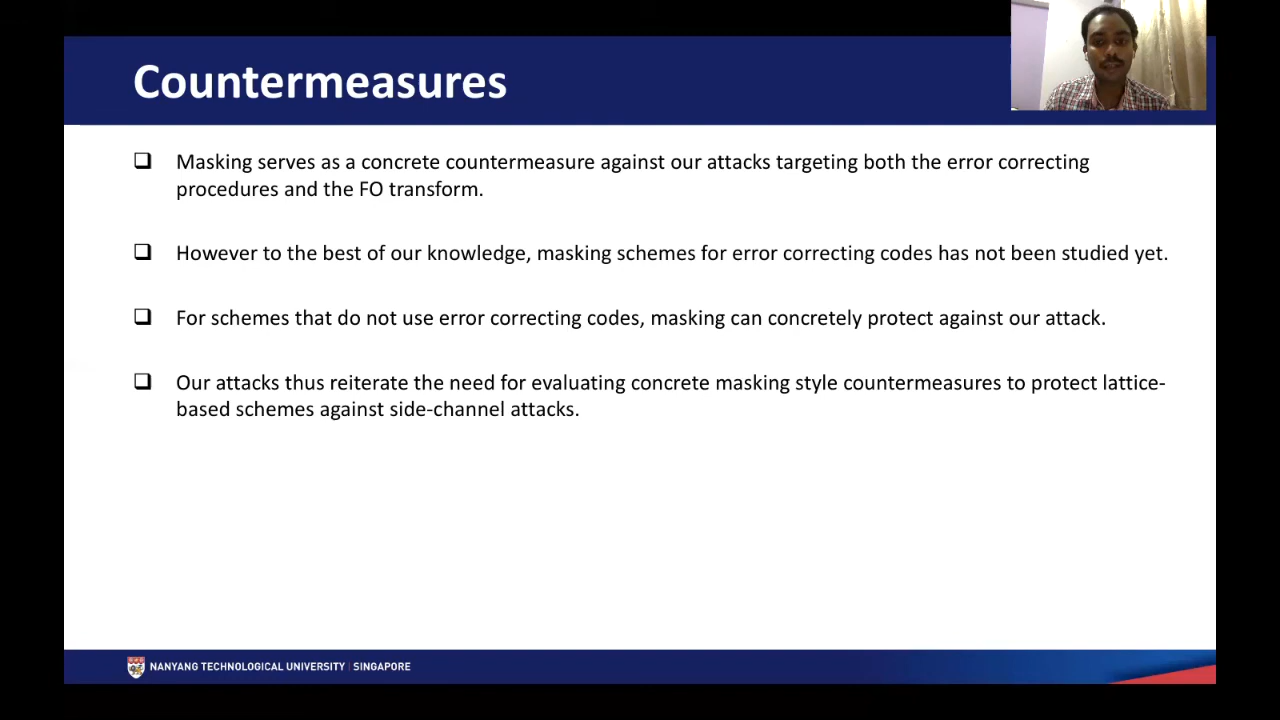 Countermeasures
Masking serves as a concrete countermeasure against our attacks targeting both the error correcting
procedures and the FO transform.
However to the best of our knowledge, masking schemes for error correcting codes has not been studied yet.
For schemes that do not use error correcting codes, masking can concretely protect against our attack.
Our attacks thus reiterate the need for evaluating concrete masking style countermeasures to protect lattice-
based schemes against side-channel attacks.
NANYANG TECHNOLOGICAL UNIVERSITY | SINGAPORE